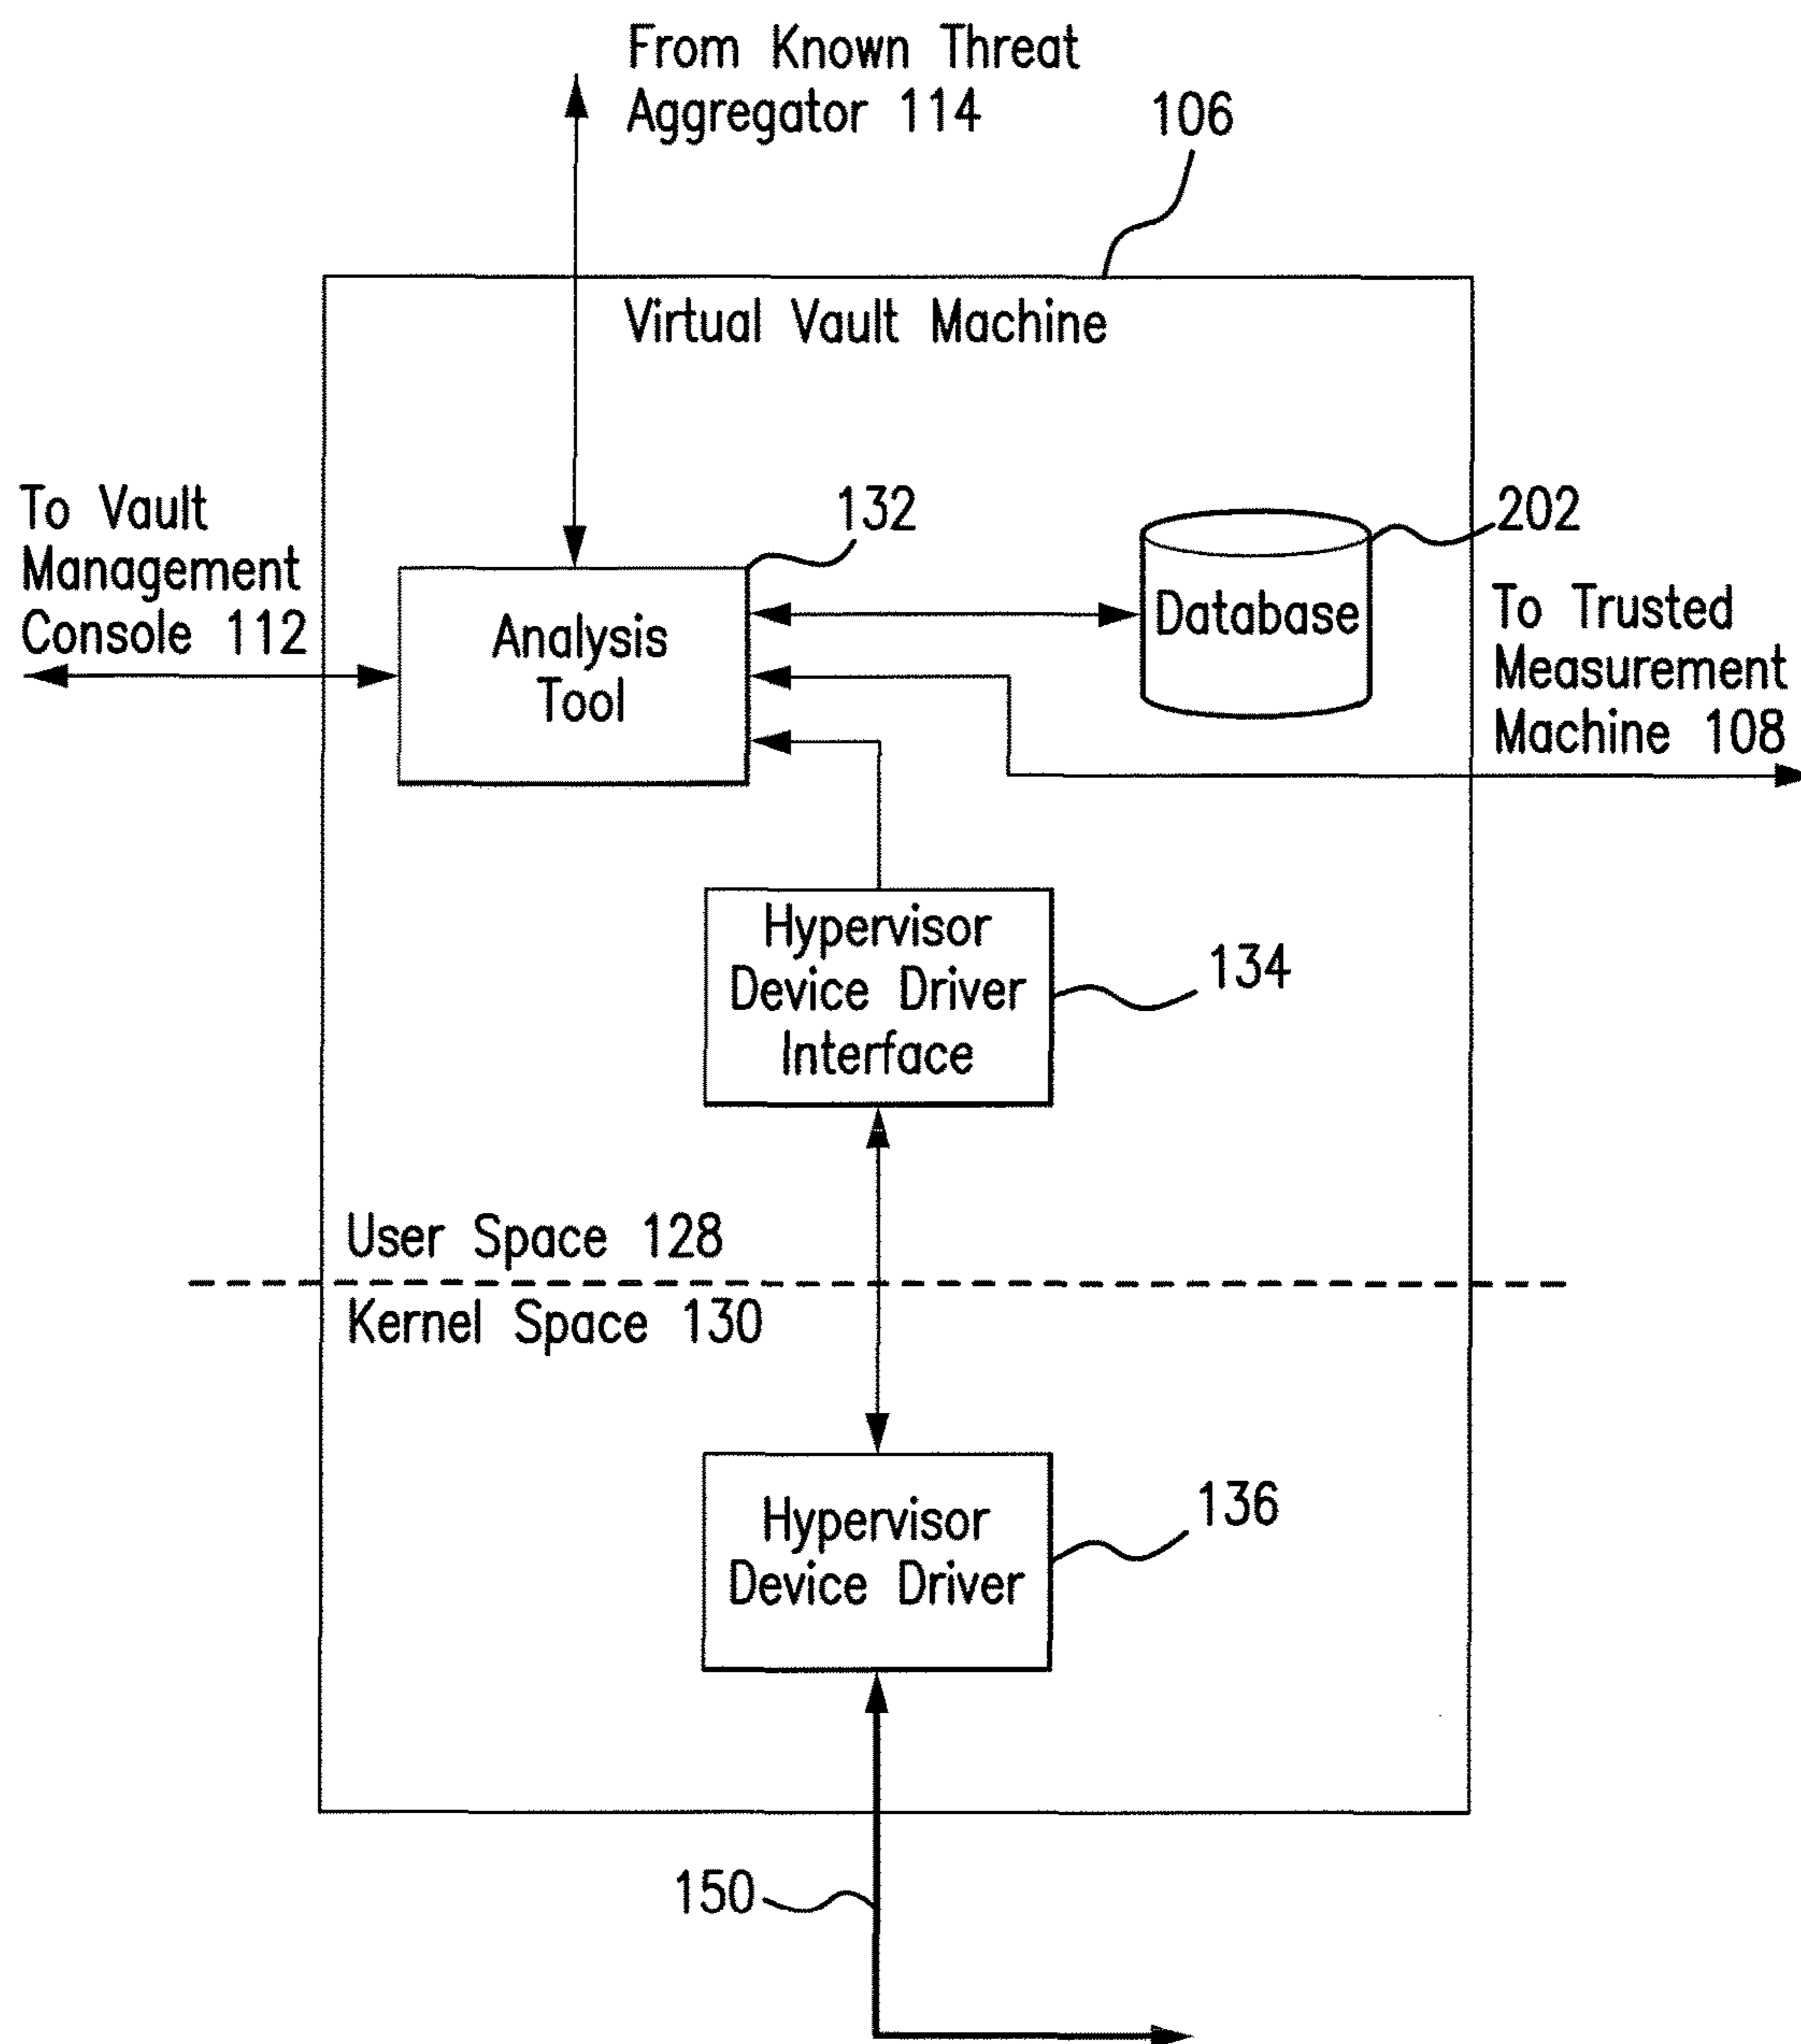 From Known Threat
Aggregator 114
106
Virtual Vault Machine
To Vault
Management
Console 112
132
202
Analysis
Tool
Database
To Trusted
Measurement
Machine 108
Hypervisor
Device Driver
Interface
134
User Space 128
Kernel Space 130
Hypervisor
Device Driver
136
150